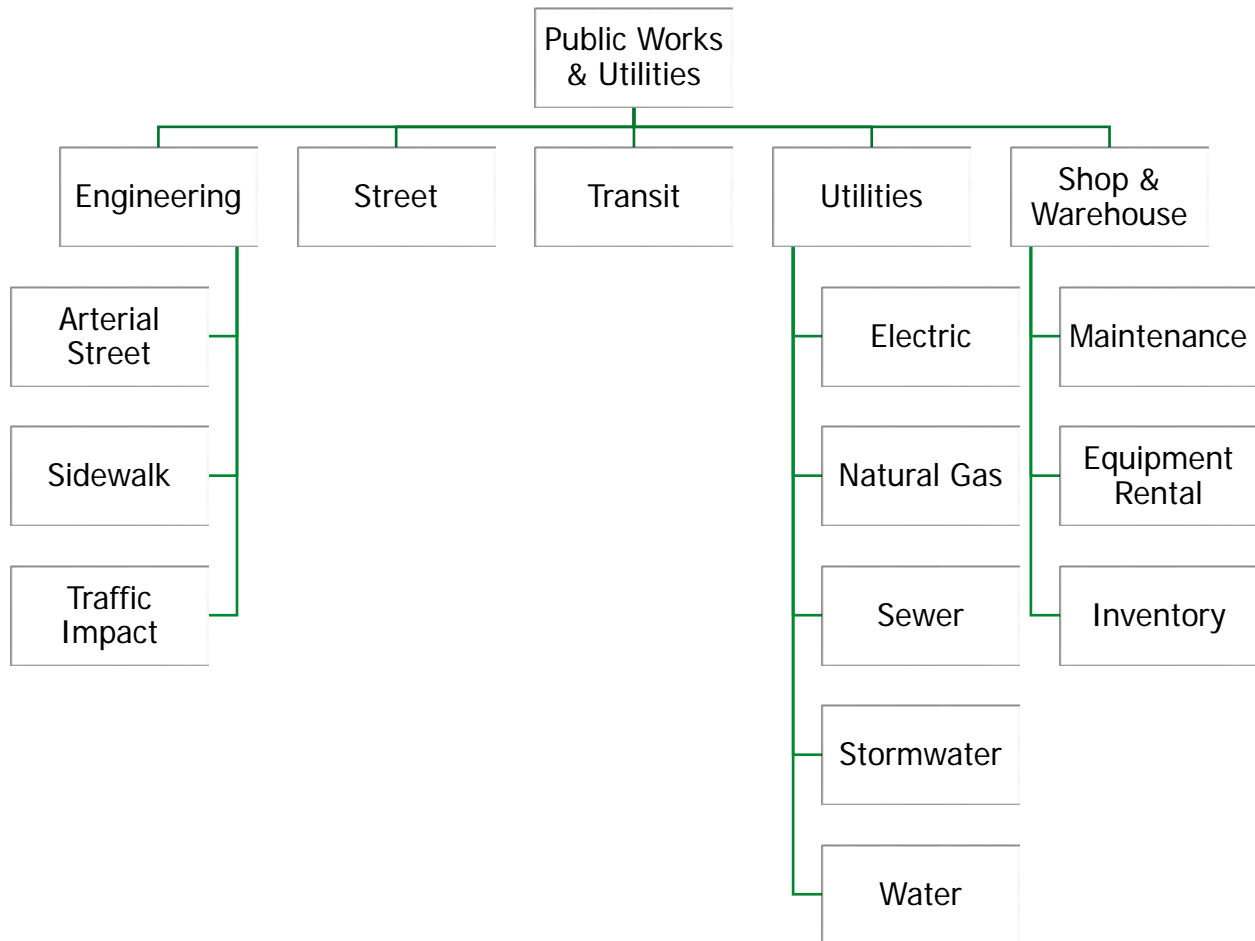 Public Works
& Utilities
Engineering
Street
Transit
Utilities
Shop &
Warehouse
Arterial
Street
Sidewalk
Traffic
Impact
Electric
Natural Gas
Sewer
Stormwater
Water
Maintenance
Equipment
Rental
Inventory